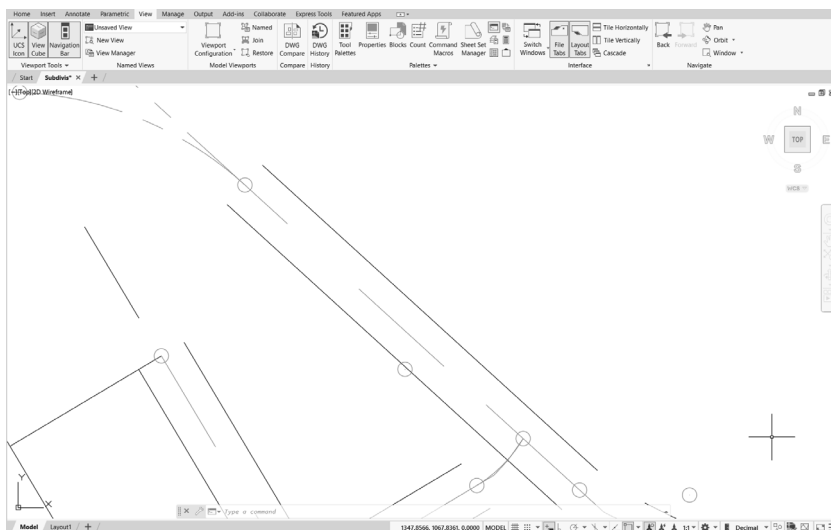 Home Insert Annotate Parametric View Manage Output Add-ins Collaborate Express Tools Featured Apps
Unsaved View
New View
View Manager
UCS Icon
View Cube
Navigation Bar
Viewport Configuration
Named
Join
Restore
DWG Compare
DWG History
Tool Palettes
Properties
Blocks
Count
Command Macros
Sheet Set Manager
Switch Windows
File Tabs
Layout Tabs
Tile Horizontally
Tile Vertically
Cascade
Back
Forward
Pan
Orbit
Window
Viewport Tools Named Views Model Viewports Compare History Palettes Interface Navigate
Start Subdivis* × +
[–][Top][2D Wireframe]
N
W TOP E
S
WCS
Y
X
Type a command
Model Layout1 + 1347.8566, 1067.8361, 0.0000 MODEL 1:1 Decimal